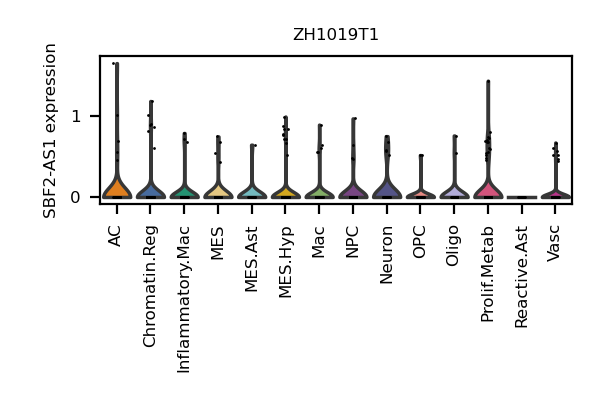 ZH1019T1
SBF2-AS1 expression
1
0
AC
Chromatin.Reg
Inflammatory.Mac
MES
MES.Ast
MES.Hyp
Mac
NPC
Neuron
OPC
Oligo
Prolif.Metab
Reactive.Ast
Vasc